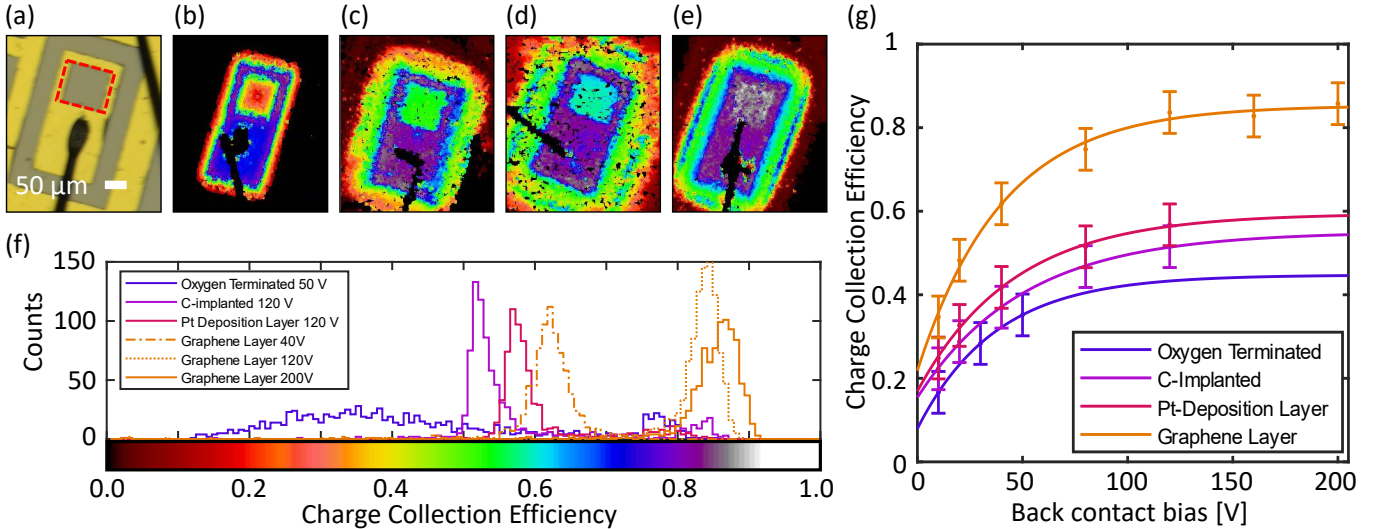 (a) (b) (c) (d) (e) (g)
50 µm
(f)
150
100
50
0
Counts
Oxygen Terminated 50 V
C-implanted 120 V
Pt Deposition Layer 120 V
Graphene Layer 40V
Graphene Layer 120V
Graphene Layer 200V
0.0 0.2 0.4 0.6 0.8 1.0
Charge Collection Efficiency
1
0.8
0.6
0.4
0.2
0
Charge Collection Efficiency
Oxygen Terminated
C-Implanted
Pt-Deposition Layer
Graphene Layer
0 50 100 150 200
Back contact bias [V]